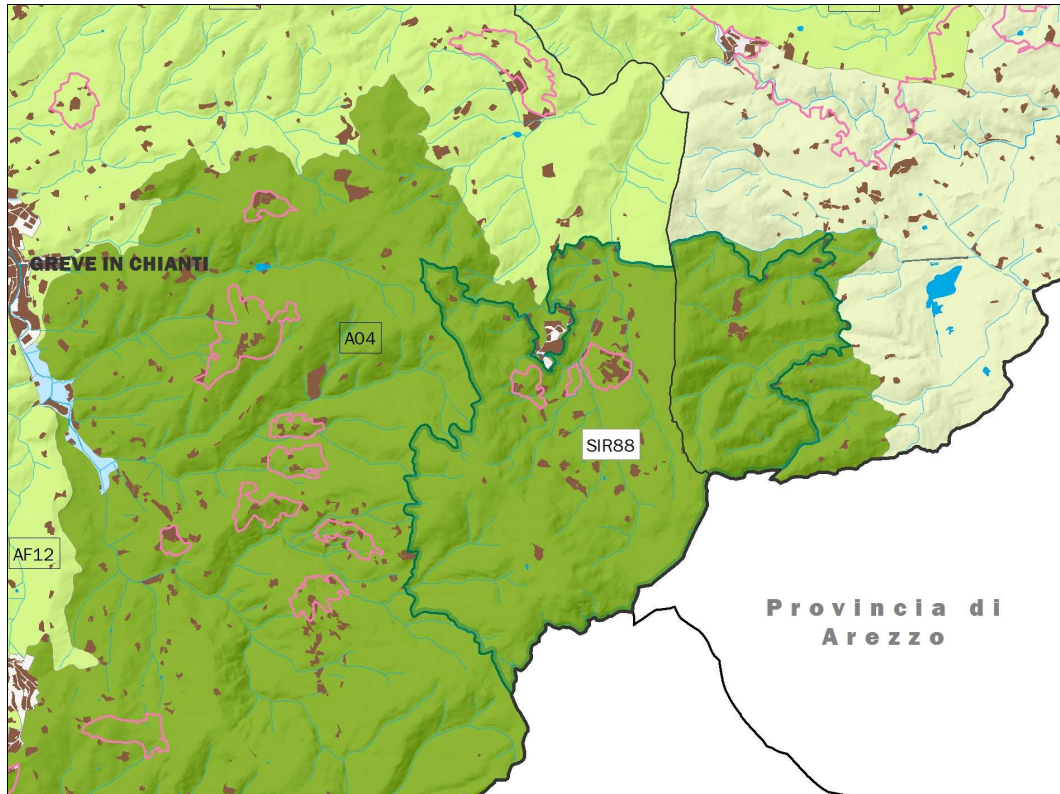 GREVE IN CHIANTI
A04
SIR88
AF12
Provincia di
Arezzo